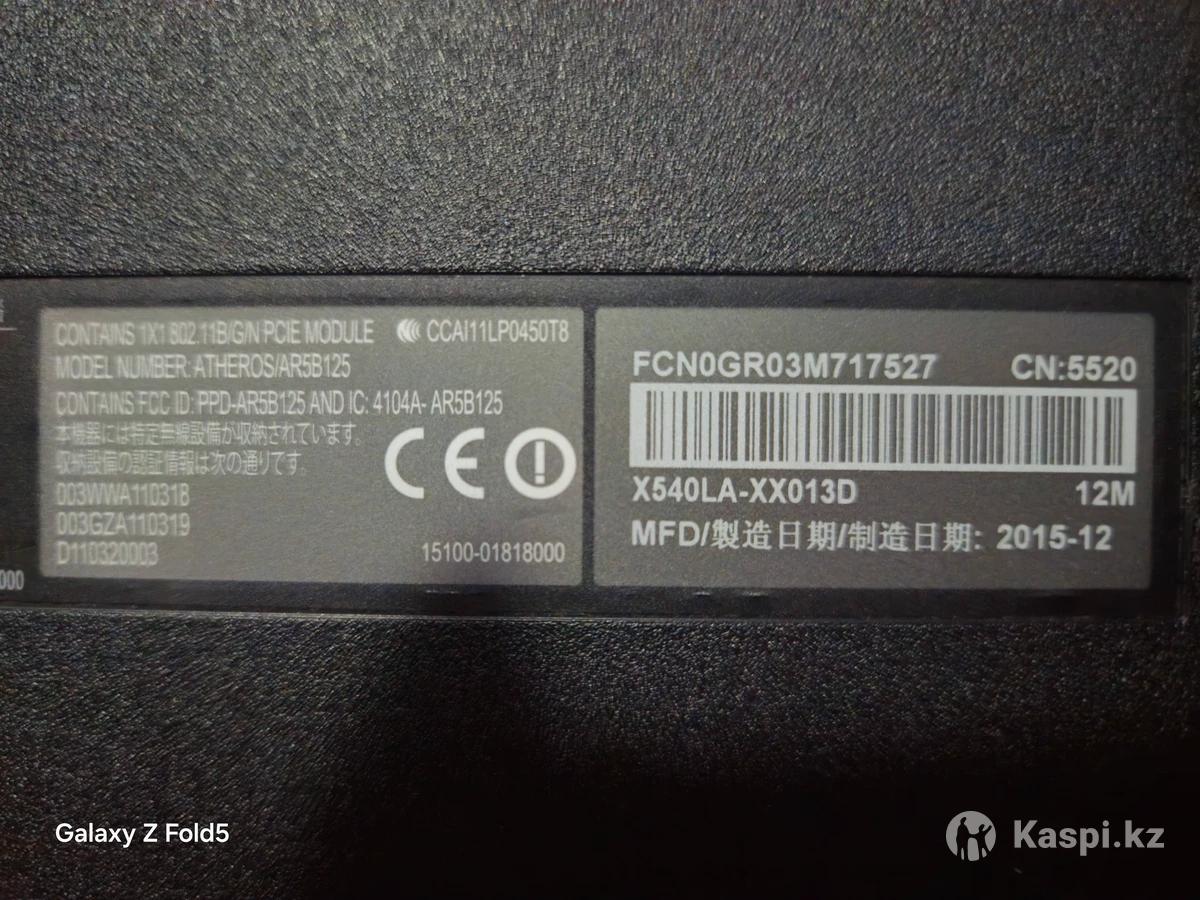 CONTAINS 1X1 802.11B/G/N PCIE MODULE CCAI11LP0450T8
MODEL NUMBER: ATHEROS/AR5B125
CONTAINS FCC ID: PPD-AR5B125 AND IC: 4104A- AR5B125
本機器には特定無線設備が収納されています。
収納設備の認証情報は次の通りです。
003WWA110318
003GZA110319
D110320003
15100-01818000
000
FCN0GR03M717527 CN:5520
X540LA-XX013D 12M
MFD/製造日期/制造日期: 2015-12
Galaxy Z Fold5
Kaspi.kz